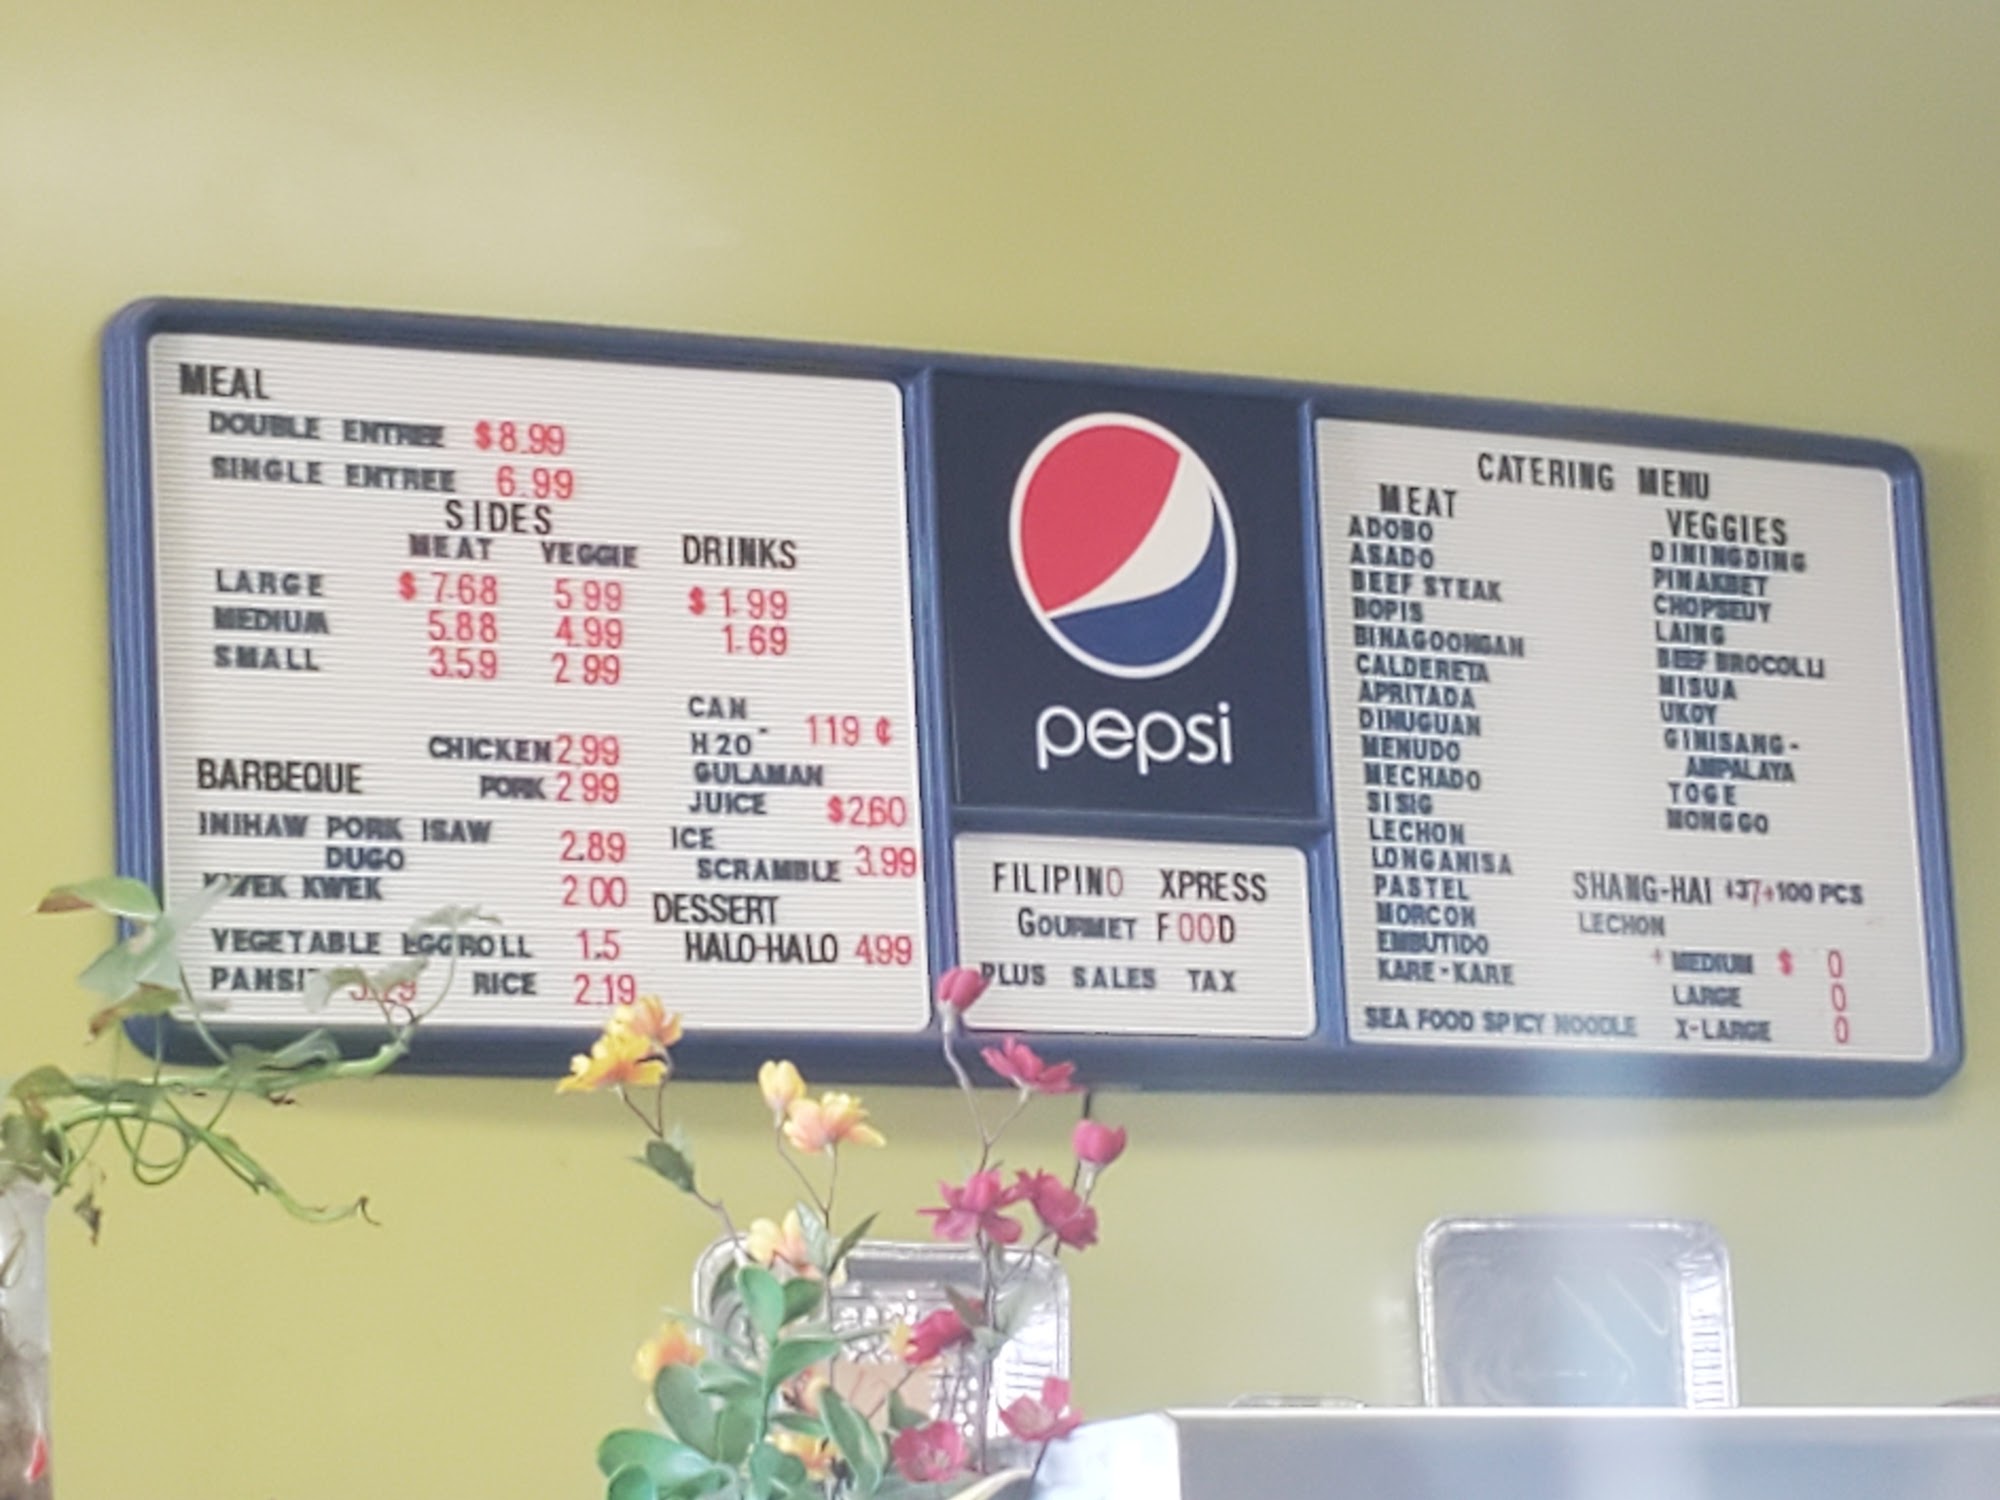 MEAL
DOUBLE ENTREE $8.99
SINGLE ENTREE 6.99
SIDES
MEAT VEGGIE
LARGE $7.68 5 99
MEDIUM 5.88 4.99
SMALL 3.59 2 99
CHICKEN 2.99
BARBEQUE
PORK 2 99
INIHAW PORK ISAW
DUGO 2.89
KWEK KWEK 2 00
VEGETABLE EGGROLL 1.5
RICE 2.19
DRINKS
$1.99
1.69
CAN -
H20 119 ¢
GULAMAN
JUICE $2.60
ICE
SCRAMBLE 3.99
DESSERT
HALO-HALO 4.99
pepsi
FILIPINO XPRESS
GOURMET FOOD
PLUS SALES TAX
CATERING MENU
MEAT
ADOBO
ASADO
BEEF STEAK
BOPIS
BINAGOONGAN
CALDERETA
APRITADA
DINUGUAN
MENUDO
MECHADO
SISIG
LECHON
LONGANISA
PASTEL
MORCON
EMBUTIDO
KARE-KARE
SEA FOOD SPICY NOODLE
VEGGIES
DININGDING
PINAKBET
CHOPSEUY
LAING
BEEF BROCOLLI
MISUA
UKOY
GINISANG-
AMPALAYA
TOGE
MONGGO
SHANG-HAI 100 PCS
LECHON
MEDIUM $ 0
LARGE 0
X-LARGE 0